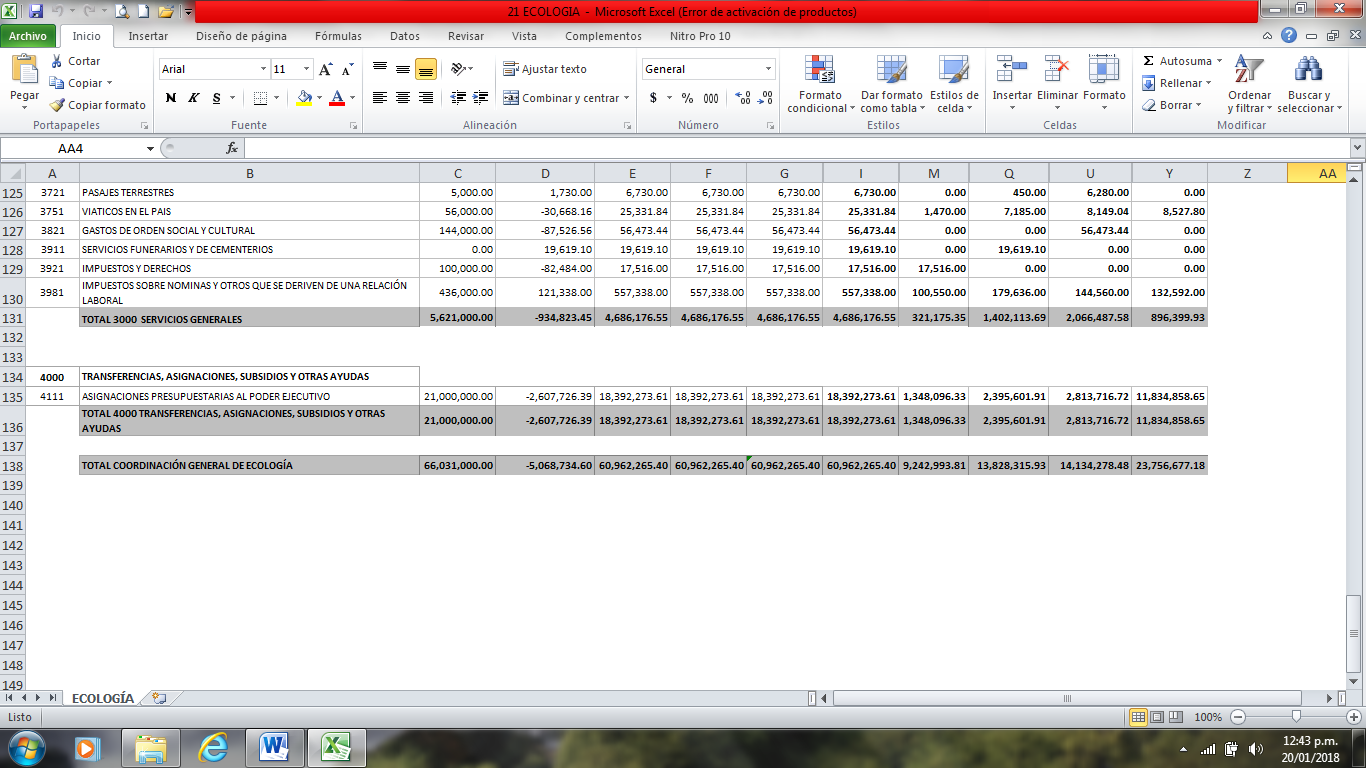 21 ECOLOGIA - Microsoft Excel (Error de activación de productos)
Archivo Inicio Insertar Diseño de página Fórmulas Datos Revisar Vista Complementos Nitro Pro 10
Pegar Cortar Copiar Copiar formato Arial 11 N K S Ajustar texto Combinar y centrar General $ % 000 Formato condicional Dar formato como tabla Estilos de celda Insertar Eliminar Formato Autosuma Rellenar Borrar Ordenar y filtrar Buscar y seleccionar
Portapapeles Fuente Alineación Número Estilos Celdas Modificar
AA4 fx
A B C D E F G I M Q U Y Z AA
125 3721 PASAJES TERRESTRES 5,000.00 1,730.00 6,730.00 6,730.00 6,730.00 6,730.00 0.00 450.00 6,280.00 0.00
126 3751 VIATICOS EN EL PAIS 56,000.00 -30,668.16 25,331.84 25,331.84 25,331.84 25,331.84 1,470.00 7,185.00 8,149.04 8,527.80
127 3821 GASTOS DE ORDEN SOCIAL Y CULTURAL 144,000.00 -87,526.56 56,473.44 56,473.44 56,473.44 56,473.44 0.00 0.00 56,473.44 0.00
128 3911 SERVICIOS FUNERARIOS Y DE CEMENTERIOS 0.00 19,619.10 19,619.10 19,619.10 19,619.10 19,619.10 0.00 19,619.10 0.00 0.00
129 3921 IMPUESTOS Y DERECHOS 100,000.00 -82,484.00 17,516.00 17,516.00 17,516.00 17,516.00 17,516.00 0.00 0.00 0.00
130 3981 IMPUESTOS SOBRE NOMINAS Y OTROS QUE SE DERIVEN DE UNA RELACIÓN
LABORAL 436,000.00 121,338.00 557,338.00 557,338.00 557,338.00 557,338.00 100,550.00 179,636.00 144,560.00 132,592.00
131 TOTAL 3000 SERVICIOS GENERALES 5,621,000.00 -934,823.45 4,686,176.55 4,686,176.55 4,686,176.55 4,686,176.55 321,175.35 1,402,113.69 2,066,487.58 896,399.93
132
133
134 4000 TRANSFERENCIAS, ASIGNACIONES, SUBSIDIOS Y OTRAS AYUDAS
135 4111 ASIGNACIONES PRESUPUESTARIAS AL PODER EJECUTIVO 21,000,000.00 -2,607,726.39 18,392,273.61 18,392,273.61 18,392,273.61 18,392,273.61 1,348,096.33 2,395,601.91 2,813,716.72 11,834,858.65
136 TOTAL 4000 TRANSFERENCIAS, ASIGNACIONES, SUBSIDIOS Y OTRAS
AYUDAS 21,000,000.00 -2,607,726.39 18,392,273.61 18,392,273.61 18,392,273.61 18,392,273.61 1,348,096.33 2,395,601.91 2,813,716.72 11,834,858.65
137
138 TOTAL COORDINACIÓN GENERAL DE ECOLOGÍA 66,031,000.00 -5,068,734.60 60,962,265.40 60,962,265.40 60,962,265.40 60,962,265.40 9,242,993.81 13,828,315.93 14,134,278.48 23,756,677.18
139
140
141
142
143
144
145
146
147
148
149
ECOLOGÍA
Listo 100%
12:43 p.m.
20/01/2018